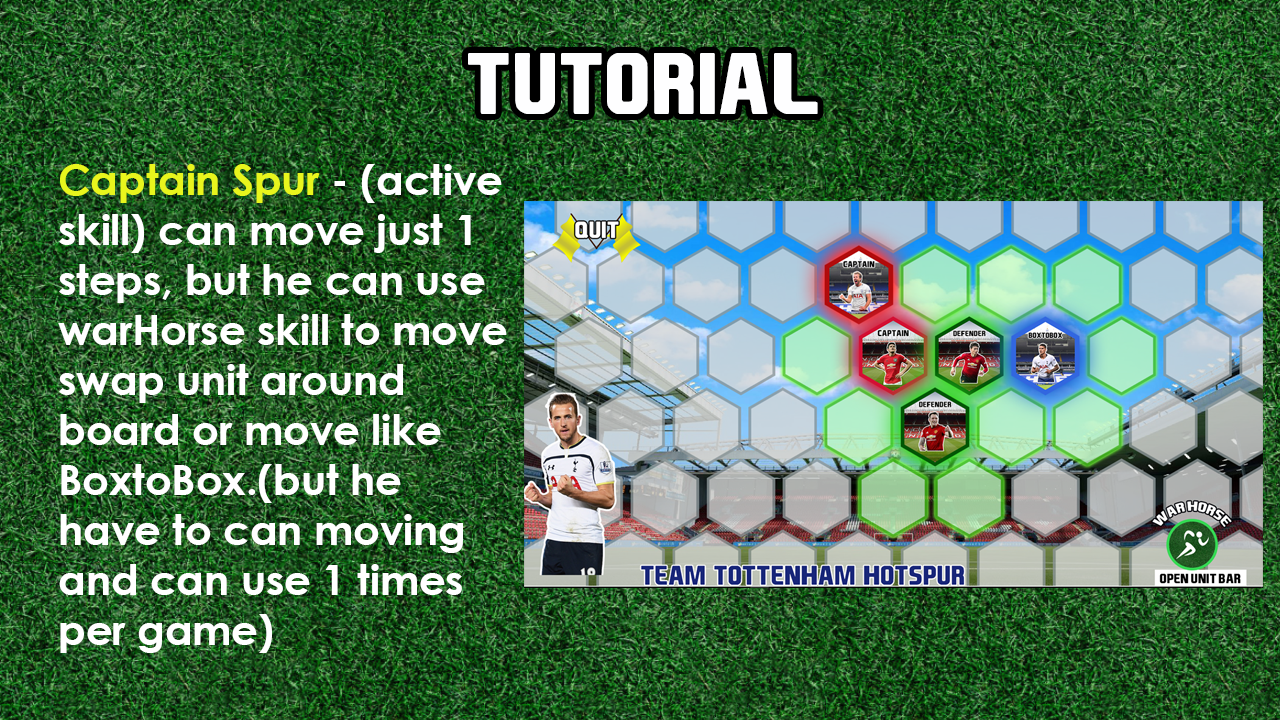 TUTORIAL
Captain Spur - (active
skill) can move just 1
steps, but he can use
warHorse skill to move
swap unit around
board or move like
BoxtoBox.(but he
have to can moving
and can use 1 times
per game)
QUIT
CAPTAIN
CAPTAIN
DEFENDER
BOXTOBOX
DEFENDER
WAR HORSE
OPEN UNIT BAR
TEAM TOTTENHAM HOTSPUR